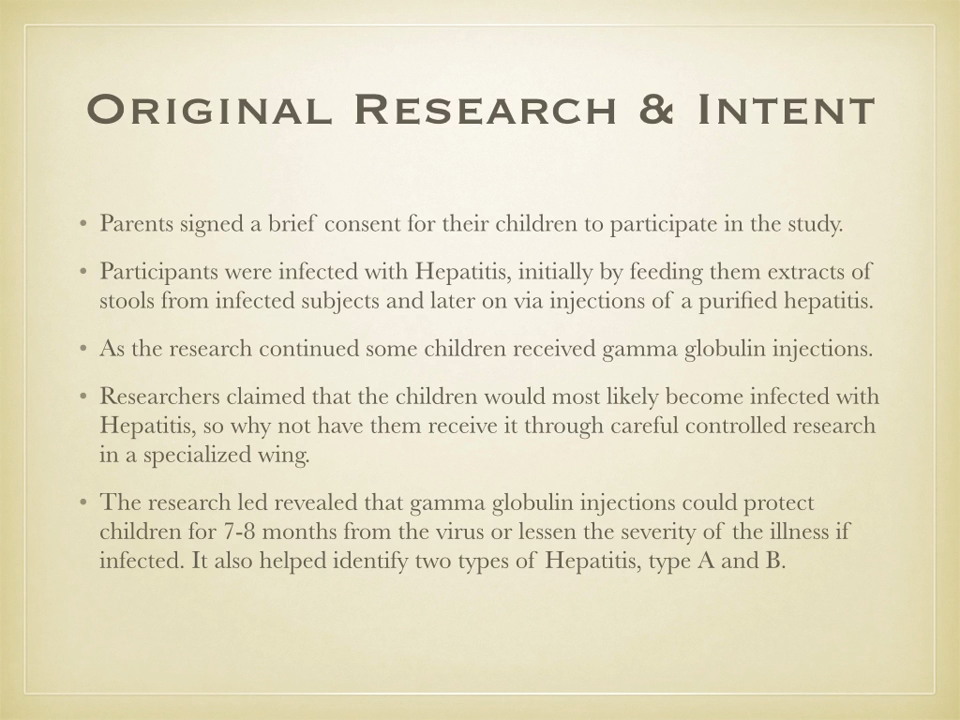 Original Research & Intent
• Parents signed a brief consent for their children to participate in the study.
• Participants were infected with Hepatitis, initially by feeding them extracts of
stools from infected subjects and later on via injections of a purified hepatitis.
• As the research continued some children received gamma globulin injections.
• Researchers claimed that the children would most likely become infected with
Hepatitis, so why not have them receive it through careful controlled research
in a specialized wing.
• The research led revealed that gamma globulin injections could protect
children for 7-8 months from the virus or lessen the severity of the illness if
infected. It also helped identify two types of Hepatitis, type A and B.